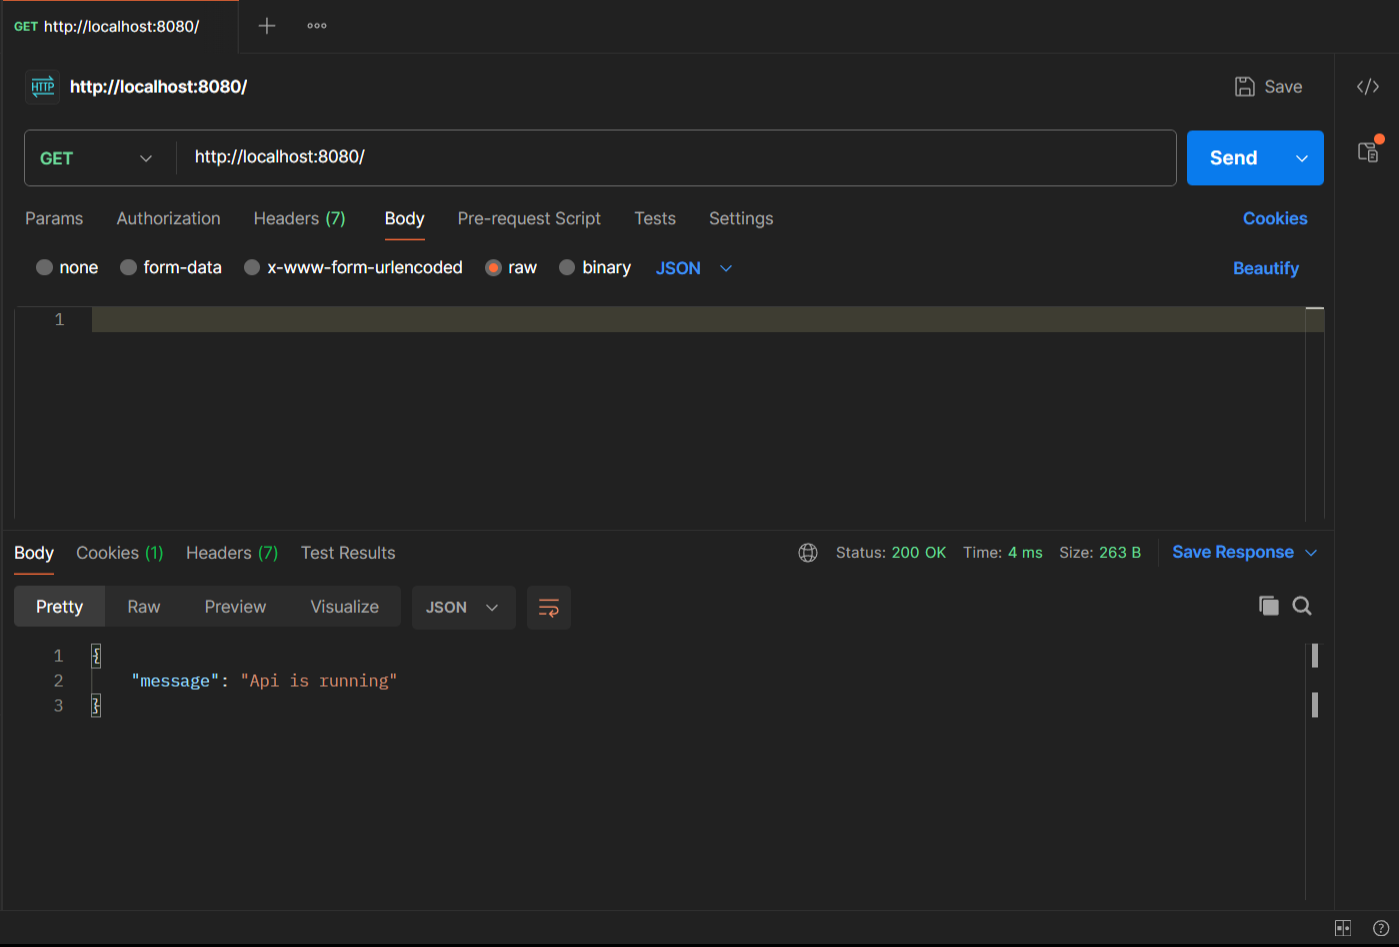 GET http://localhost:8080/
HTTP http://localhost:8080/ Save
GET http://localhost:8080/ Send
Params Authorization Headers (7) Body Pre-request Script Tests Settings Cookies
none form-data x-www-form-urlencoded raw binary JSON Beautify
1
Body Cookies (1) Headers (7) Test Results Status: 200 OK Time: 4 ms Size: 263 B Save Response
Pretty Raw Preview Visualize JSON
1 {
2 "message": "Api is running"
3 }